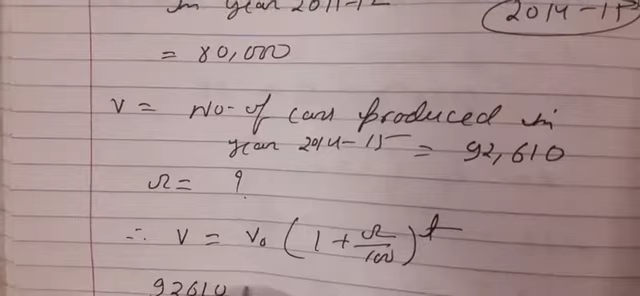 in year 2011-12
2014-15
= 80,000
V = No. of cars produced in
year 2014-15 = 92,610
r = ?
∴ V = V₀ (1 + r/100)^t
92610